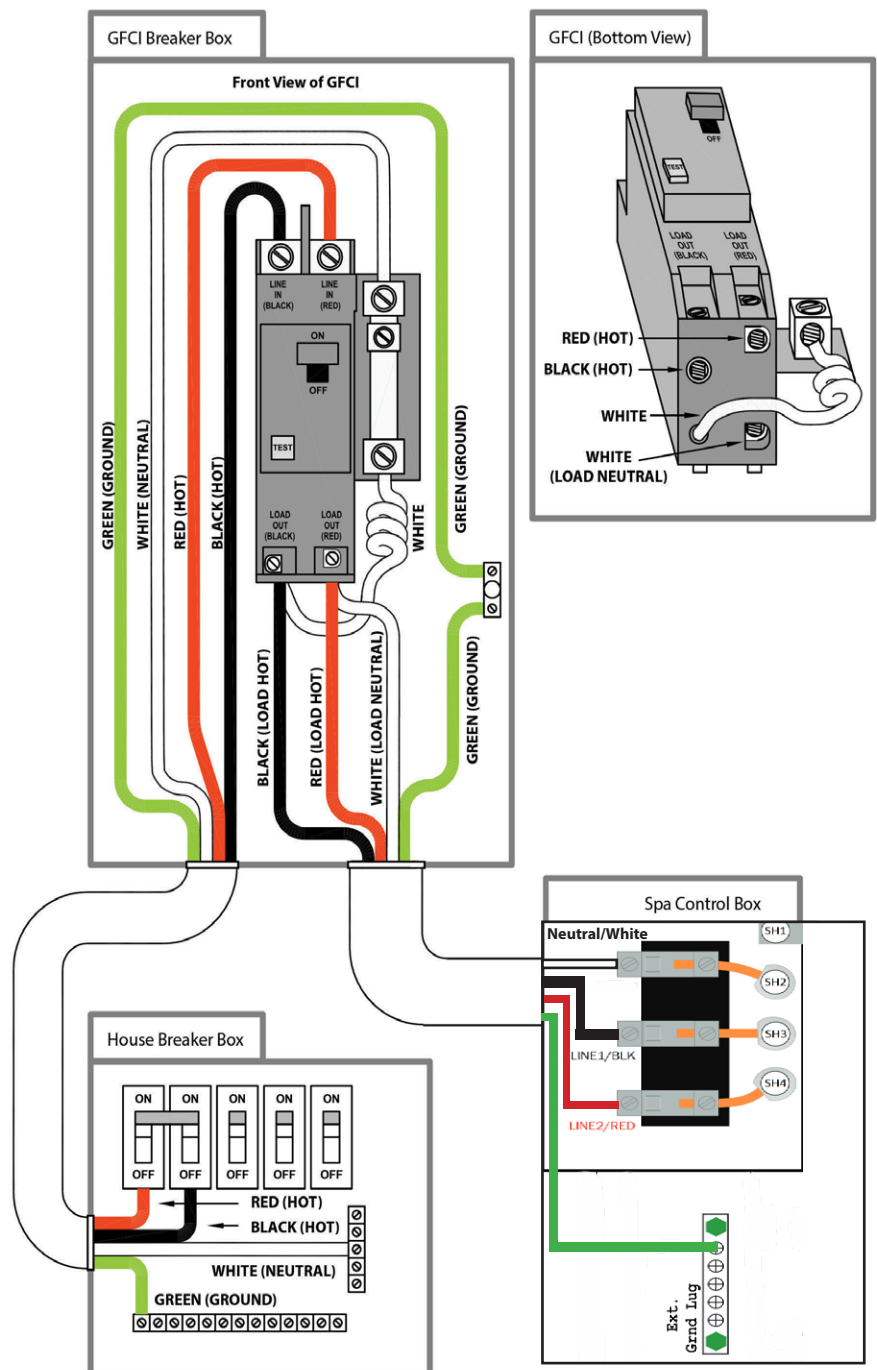 GFCI Breaker Box
Front View of GFCI
GREEN (GROUND)
WHITE (NEUTRAL)
RED (HOT)
BLACK (HOT)
LINE
IN
(BLACK)
LINE
IN
(RED)
ON
OFF
TEST
LOAD
OUT
(BLACK)
LOAD
OUT
(RED)
WHITE
GREEN (GROUND)
BLACK (LOAD HOT)
RED (LOAD HOT)
WHITE (LOAD NEUTRAL)
GREEN (GROUND)
GFCI (Bottom View)
OFF
TEST
LOAD
OUT
(BLACK)
LOAD
OUT
(RED)
RED (HOT)
BLACK (HOT)
WHITE
WHITE
(LOAD NEUTRAL)
House Breaker Box
ON ON ON ON ON
OFF OFF OFF OFF OFF
RED (HOT)
BLACK (HOT)
WHITE (NEUTRAL)
GREEN (GROUND)
Spa Control Box
Neutral/White
SH1
SH2
SH3
LINE1/BLK
SH4
LINE2/RED
Ext.
Grnd Lug